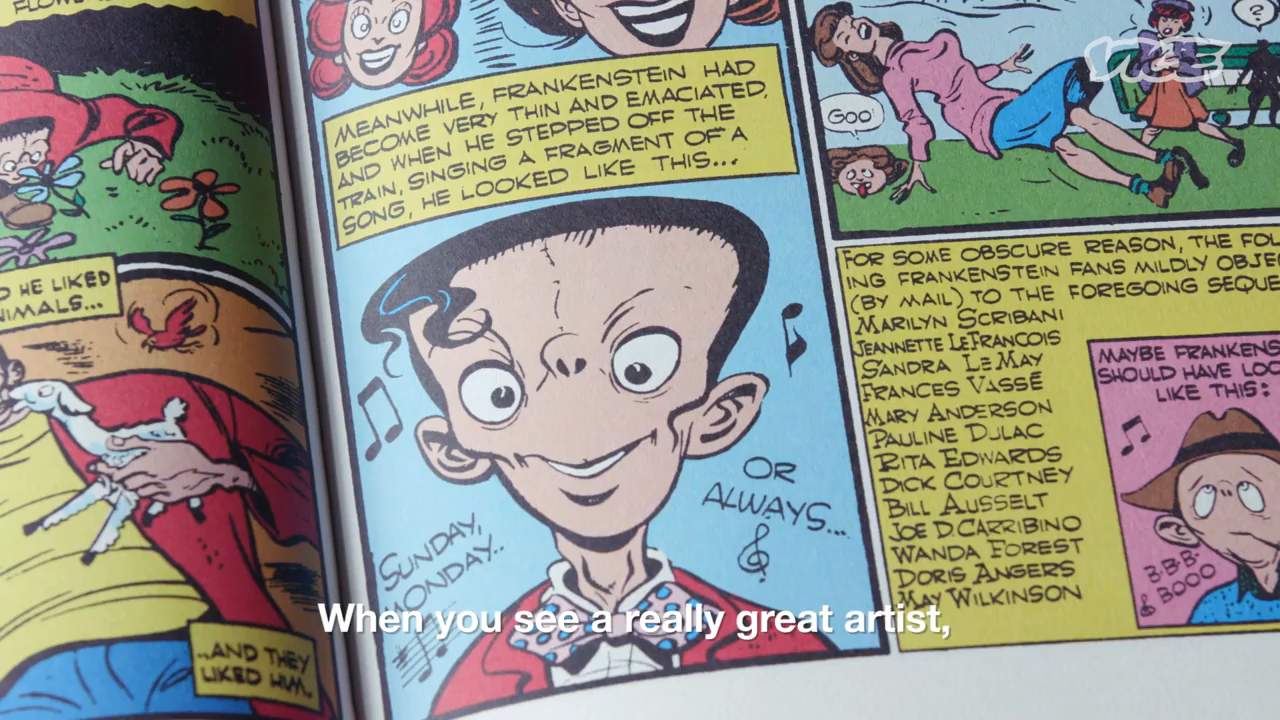 FLOWE
D HE LIKED
NIMALS...
..AND THEY
LIKED HIM.
MEANWHILE, FRANKENSTEIN HAD
BECOME VERY THIN AND EMACIATED,
AND WHEN HE STEPPED OFF THE
TRAIN, SINGING A FRAGMENT OF A
SONG, HE LOOKED LIKE THIS...
SUNDAY,
MONDAY..
OR
ALWAYS...
GOO
?
VICE
FOR SOME OBSCURE REASON, THE FOL
ING FRANKENSTEIN FANS MILDLY OBJE
(BY MAIL) TO THE FOREGOING SEQUE
MARILYN SCRIBANI
JEANNETTE LEFRANCOIS
SANDRA LEMAY
FRANCES VASSÉ
MARY ANDERSON
PAULINE DULAC
RITA EDWARDS
DICK COURTNEY
BILL AUSSELT
JOE D. CARRIBINO
WANDA FOREST
DORIS ANGERS
MAY WILKINSON
MAYBE FRANKENS
SHOULD HAVE LOO
LIKE THIS:
B-B-B-
BOOO
When you see a really great artist,